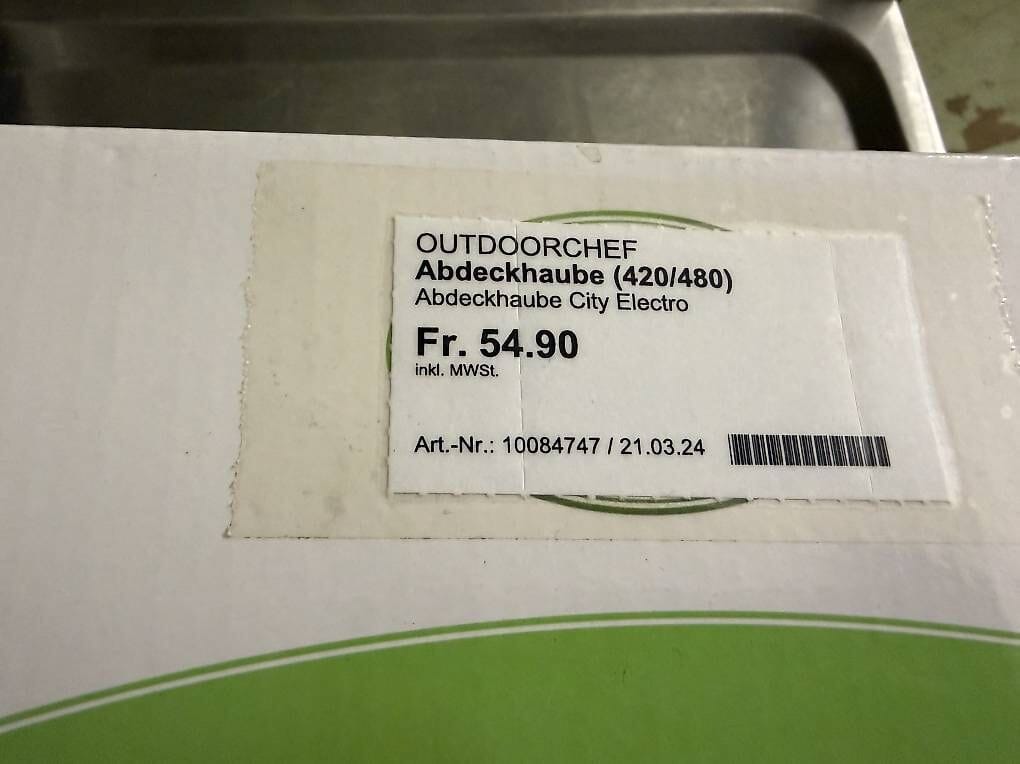 OUTDOORCHEF
Abdeckhaube (420/480)
Abdeckhaube City Electro
Fr. 54.90
inkl. MWSt.
Art.-Nr.: 10084747 / 21.03.24